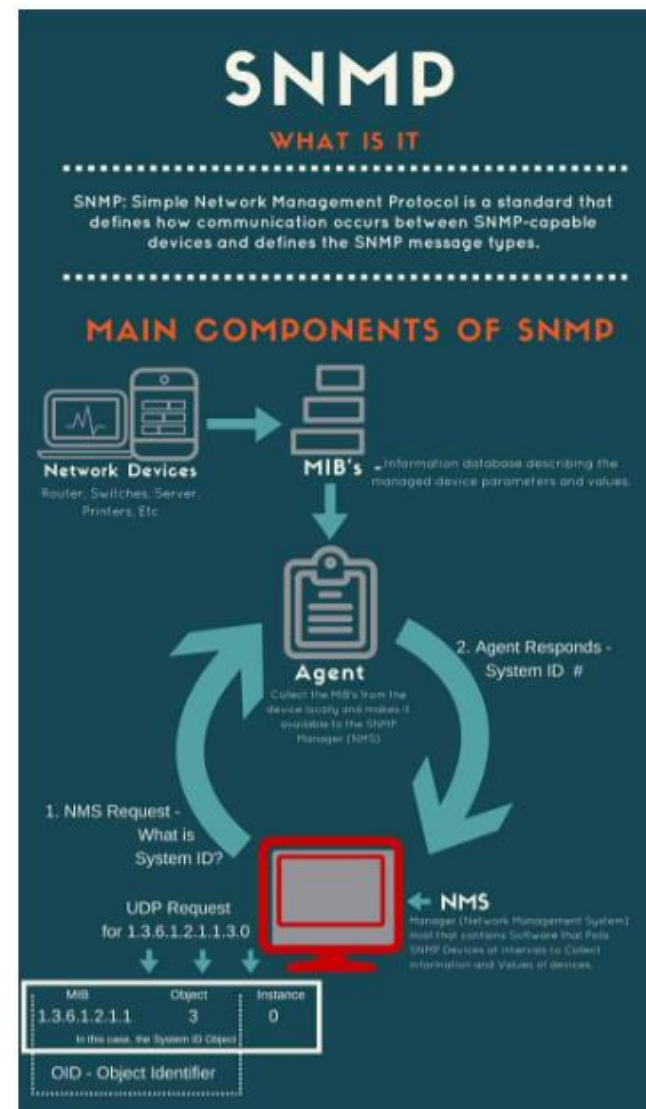 SNMP
WHAT IS IT
SNMP: Simple Network Management Protocol is a standard that
defines how communication occurs between SNMP-capable
devices and defines the SNMP message types.
MAIN COMPONENTS OF SNMP
Network Devices
Router, Switches, Server,
Printers, Etc
MIB's - Information database describing the
managed device parameters and values.
Agent
Collect the MIB's from the
device locally and makes it
available to the SNMP
Manager (NMS)
2. Agent Responds -
System ID #
1. NMS Request -
What is
System ID?
UDP Request
for 1.3.6.1.2.1.1.3.0
NMS
Manager (Network Management System)
Host that contains Software that Polls
SNMP Devices at intervals to Collect
information and Values of devices.
MIB Object Instance
1.3.6.1.2.1.1 3 0
In this case, the System ID Object
OID - Object Identifier